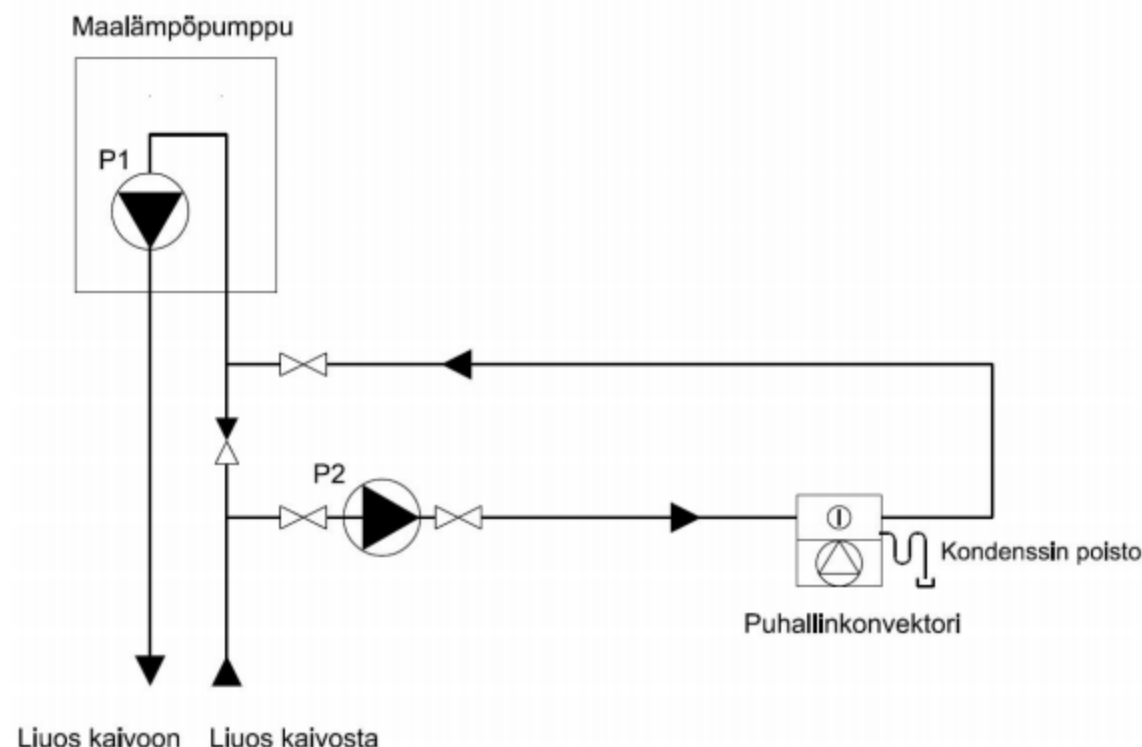 Maalämpöpumppu
P1
P2
Kondenssin poisto
Puhallinkonvektori
Liuos kaivoon Liuos kaivosta